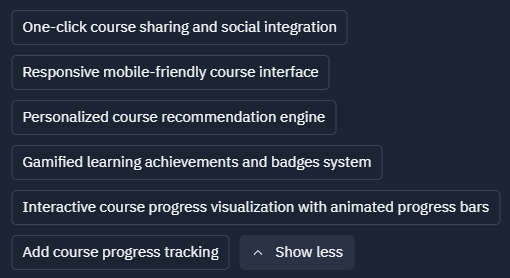 One-click course sharing and social integration
Responsive mobile-friendly course interface
Personalized course recommendation engine
Gamified learning achievements and badges system
Interactive course progress visualization with animated progress bars
Add course progress tracking Show less